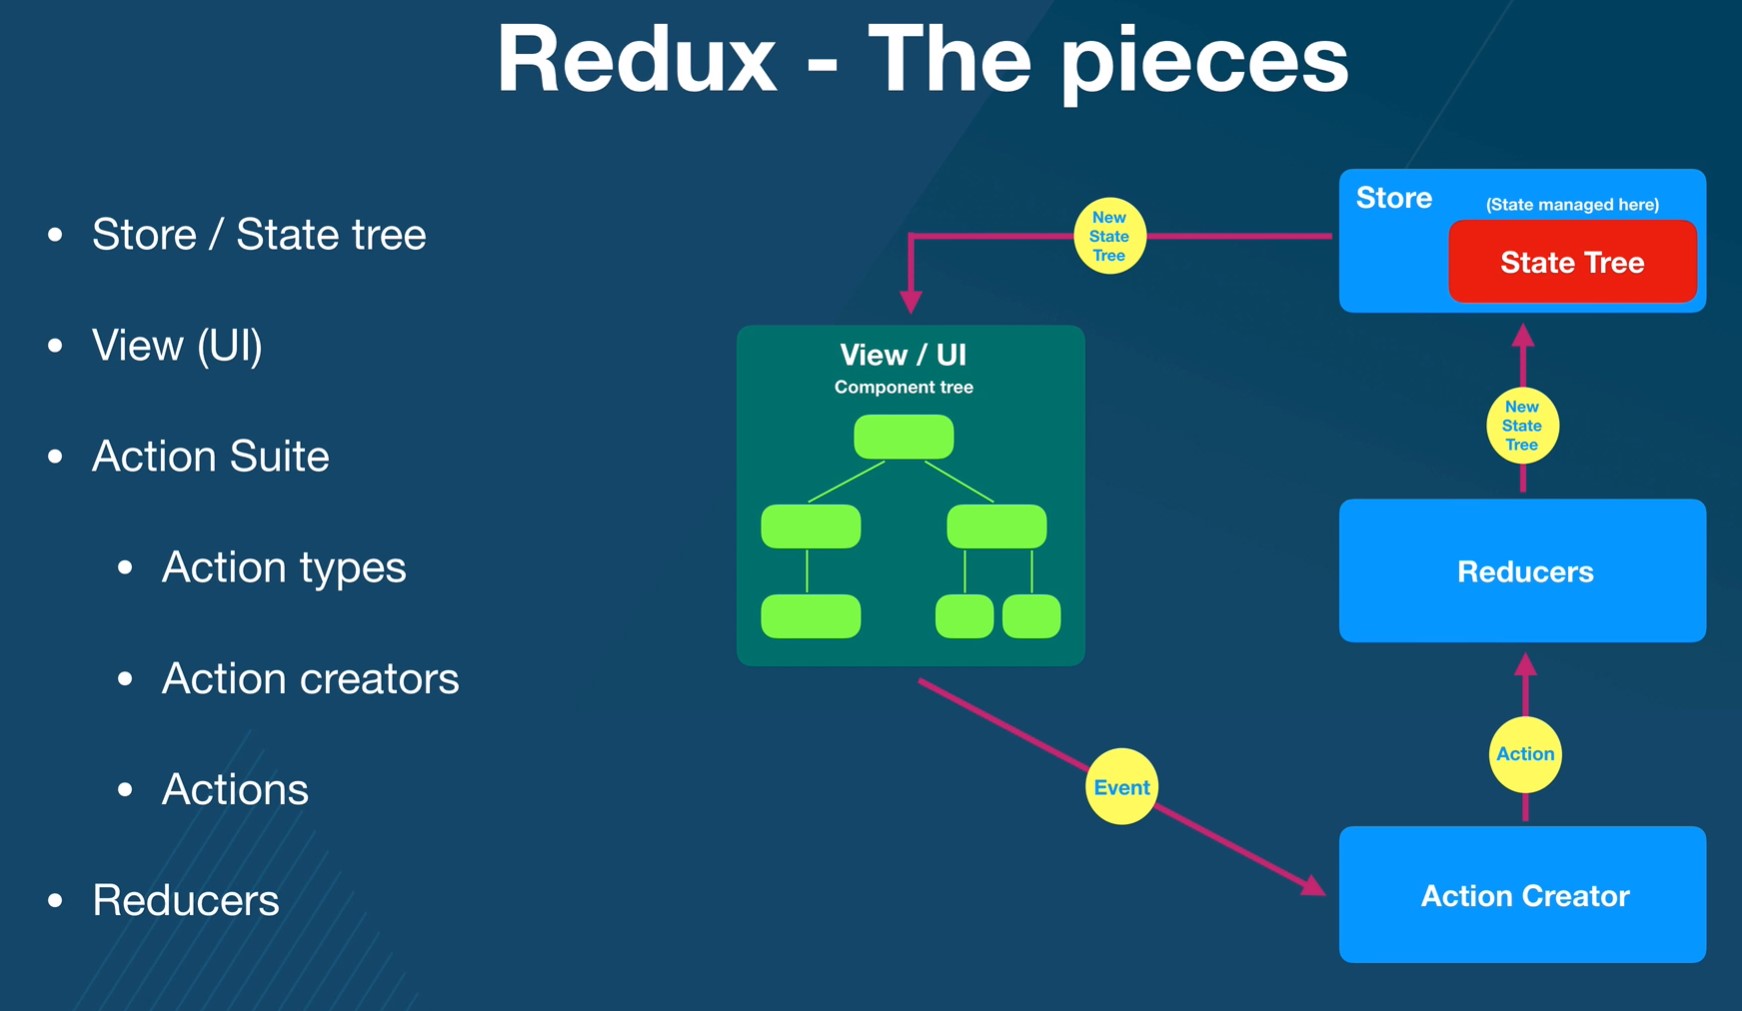 Redux - The pieces
• Store / State tree
• View (UI)
• Action Suite
• Action types
• Action creators
• Actions
• Reducers
New
State
Tree
Store
(State managed here)
State Tree
View / UI
Component tree
New
State
Tree
Reducers
Event
Action
Action Creator